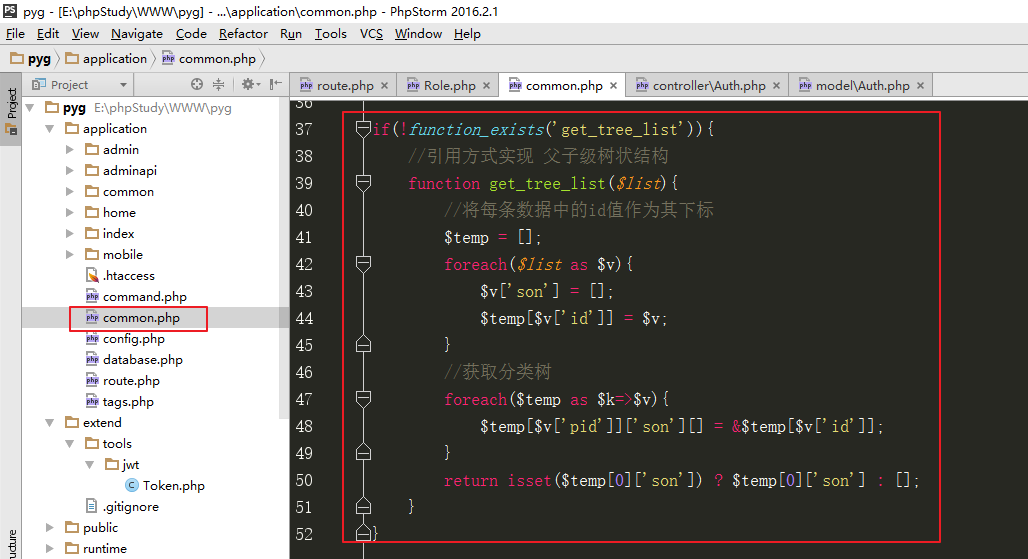 pyg - [E:\phpStudy\WWW\pyg] - ...\application\common.php - PhpStorm 2016.2.1
File Edit View Navigate Code Refactor Run Tools VCS Window Help
pyg application common.php
Project
route.php Role.php common.php controller\Auth.php model\Auth.php
Project
pyg E:\phpStudy\WWW\pyg
application
admin
adminapi
common
home
index
mobile
.htaccess
command.php
common.php
config.php
database.php
route.php
tags.php
extend
tools
jwt
Token.php
.gitignore
public
runtime
36
37 if(!function_exists('get_tree_list')){
38 //引用方式实现 父子级树状结构
39 function get_tree_list($list){
40 //将每条数据中的id值作为其下标
41 $temp = [];
42 foreach($list as $v){
43 $v['son'] = [];
44 $temp[$v['id']] = $v;
45 }
46 //获取分类树
47 foreach($temp as $k=>$v){
48 $temp[$v['pid']]['son'][] = &$temp[$v['id']];
49 }
50 return isset($temp[0]['son']) ? $temp[0]['son'] : [];
51 }
52 }